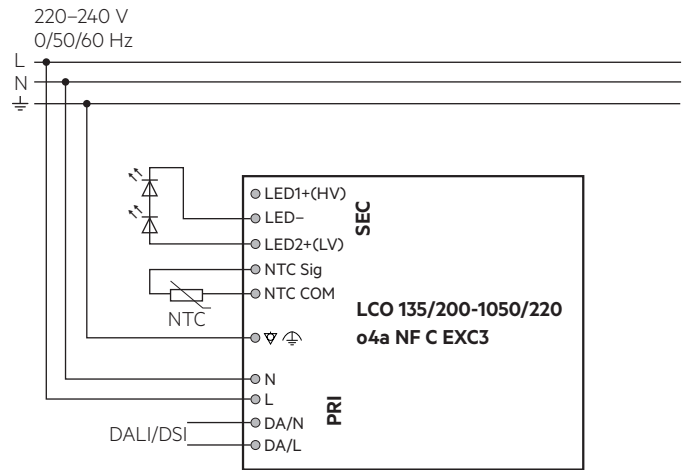 220–240 V
0/50/60 Hz
L
N
LED1+(HV)
LED–
LED2+(LV)
SEC
NTC Sig
NTC COM
NTC
LCO 135/200-1050/220
o4a NF C EXC3
N
L
PRI
DA/N
DALI/DSI
DA/L